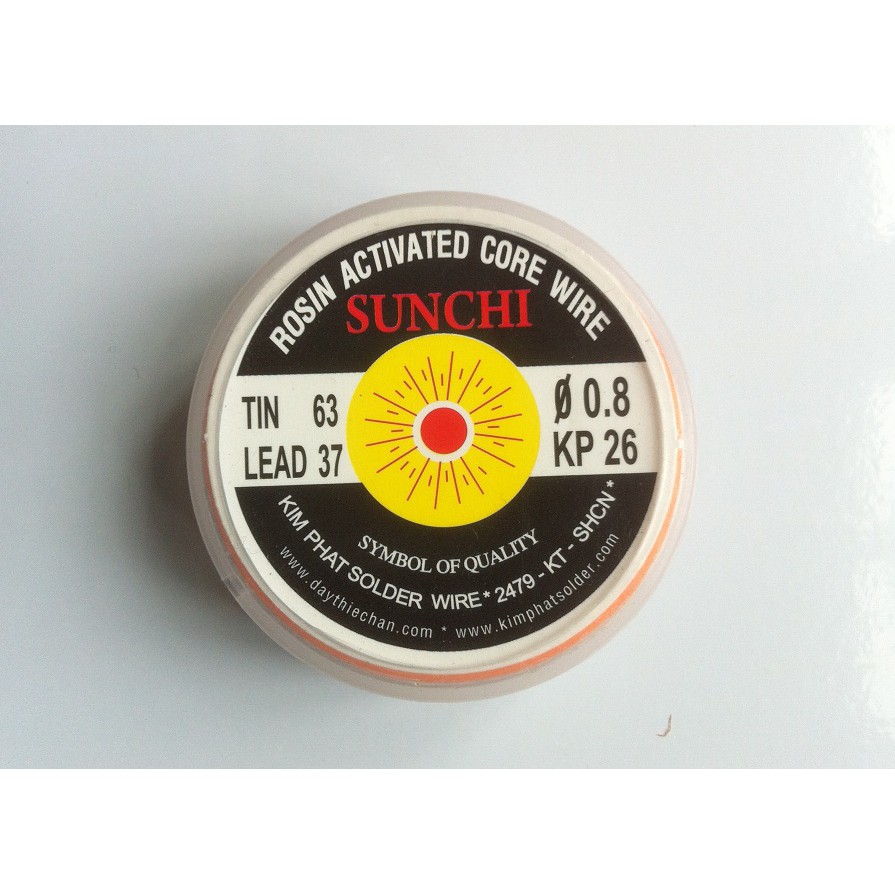 ROSIN ACTIVATED CORE WIRE
SUNCHI
TIN 63
LEAD 37
Ø 0.8
KP 26
SYMBOL OF QUALITY
KIM PHAT SOLDER WIRE * 2479 - KT - SHCN *
www.daythiechan.com * www.kimphatsolder.com